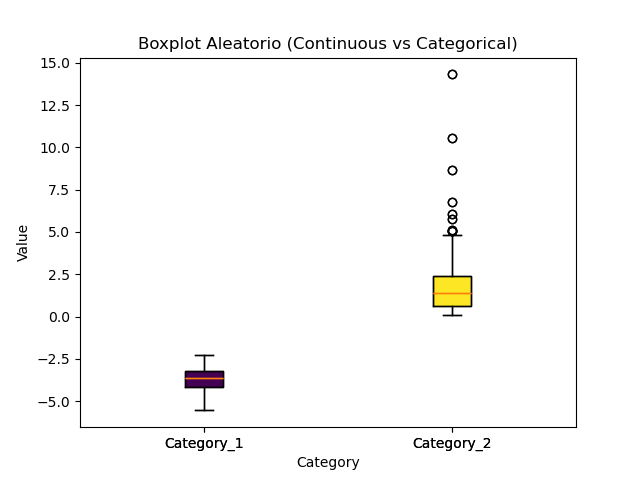 Boxplot Aleatorio (Continuous vs Categorical)
15.0
12.5
10.0
7.5
5.0
2.5
0.0
−2.5
−5.0
Value
Category_1
Category_2
Category